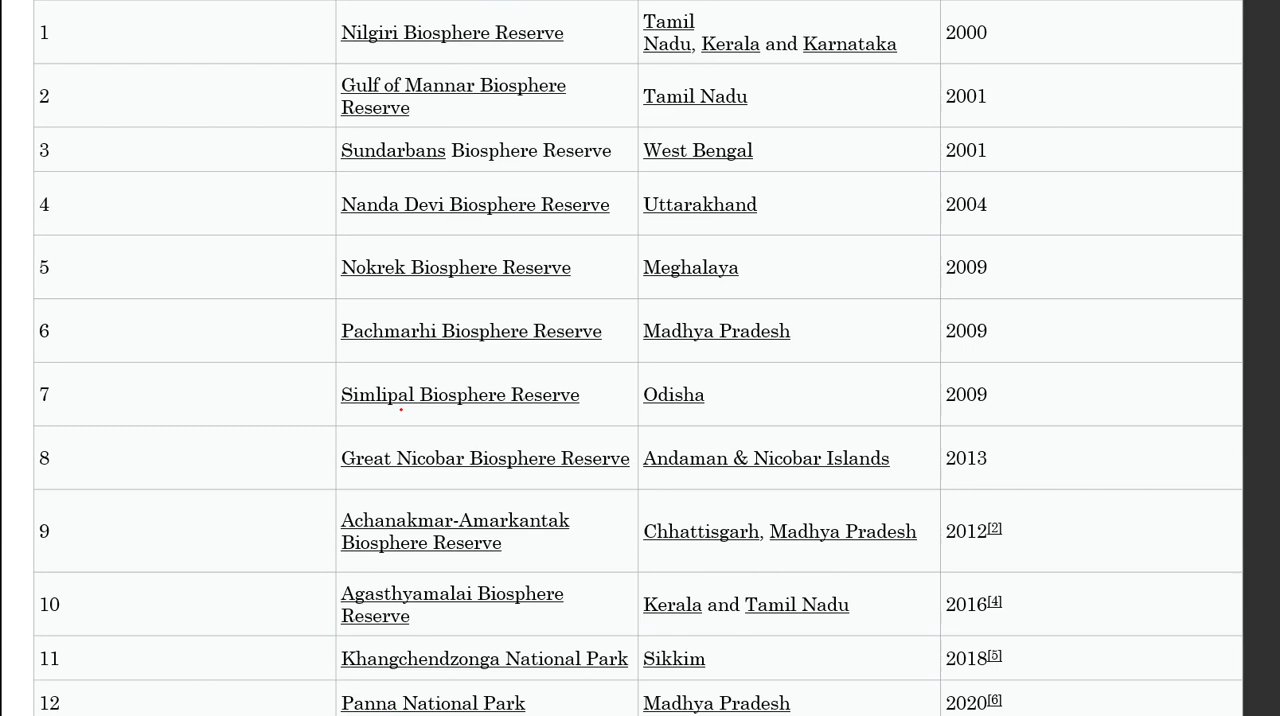 1 Nilgiri Biosphere Reserve Tamil
Nadu, Kerala and Karnataka 2000
2 Gulf of Mannar Biosphere
Reserve Tamil Nadu 2001
3 Sundarbans Biosphere Reserve West Bengal 2001
4 Nanda Devi Biosphere Reserve Uttarakhand 2004
5 Nokrek Biosphere Reserve Meghalaya 2009
6 Pachmarhi Biosphere Reserve Madhya Pradesh 2009
7 Simlipal Biosphere Reserve Odisha 2009
8 Great Nicobar Biosphere Reserve Andaman & Nicobar Islands 2013
9 Achanakmar-Amarkantak
Biosphere Reserve Chhattisgarh, Madhya Pradesh 2012[2]
10 Agasthyamalai Biosphere
Reserve Kerala and Tamil Nadu 2016[4]
11 Khangchendzonga National Park Sikkim 2018[5]
12 Panna National Park Madhya Pradesh 2020[6]